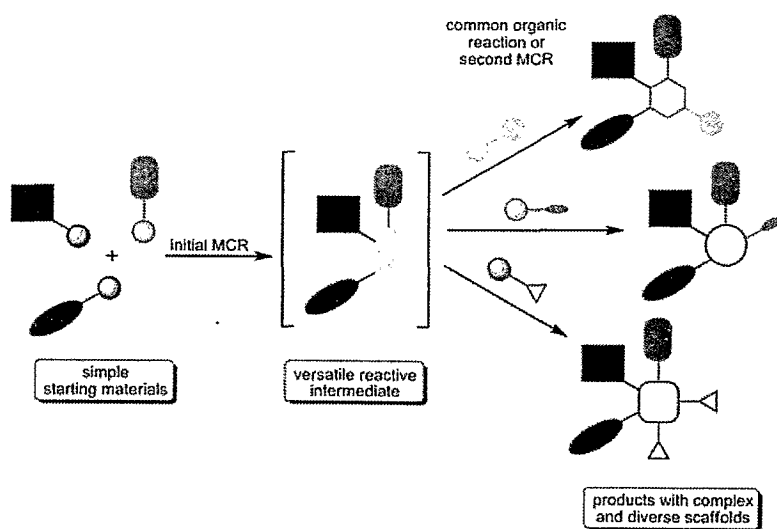 common organic
reaction or
second MCR
+
initial MCR
simple
starting materials
versatile reactive
intermediate
products with complex
and diverse scaffolds